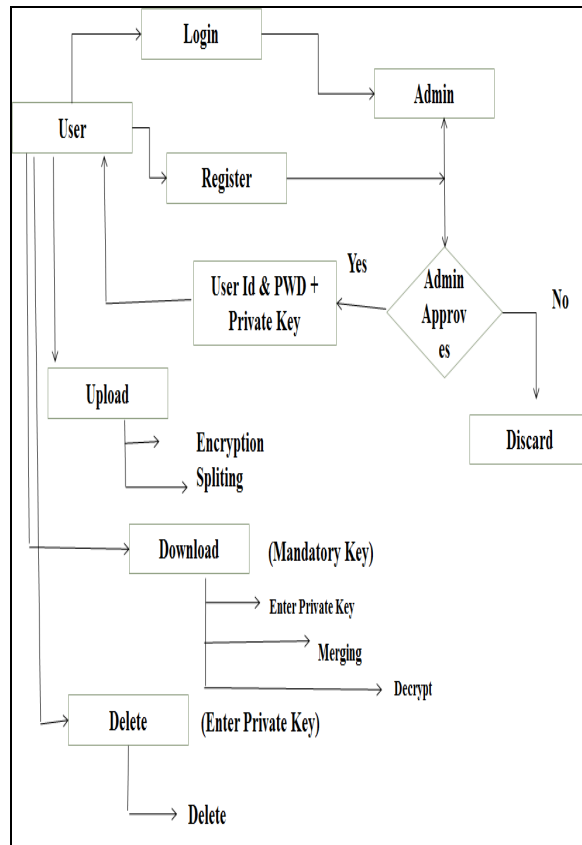 Login
Admin
User
Register
Yes
User Id & PWD +
Private Key
Admin
Approv
es
No
Upload
Discard
Encryption
Spliting
Download
(Mandatory Key)
Enter Private Key
Merging
Decrypt
Delete
(Enter Private Key)
Delete